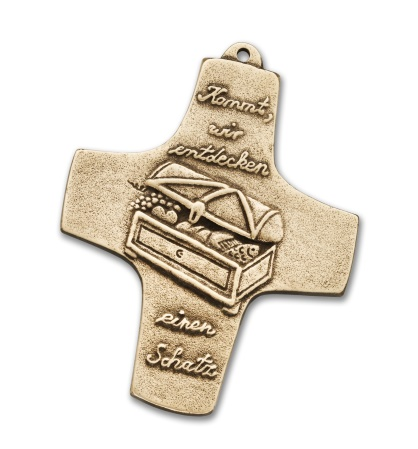 Kommt,
wir
entdecken
einen
Schatz